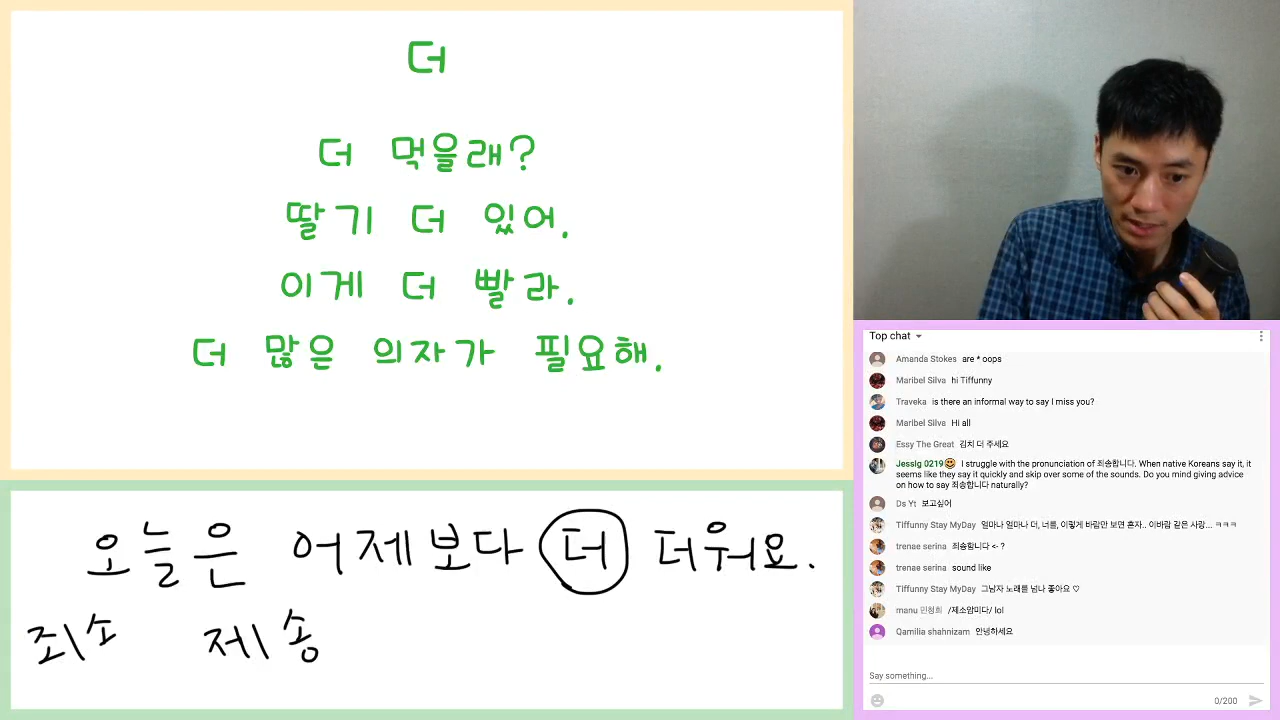 더
더 먹을래?
딸기 더 있어.
이게 더 빨라.
더 많은 의자가 필요해.
오늘은 어제보다 더 더워요.
죄소 제송
Top chat
Amanda Stokes are * oops
Maribel Silva hi Tiffunny
Traveka is there an informal way to say I miss you?
Maribel Silva Hi all
Essy The Great 김치 더 주세요
Jesslg 0219 I struggle with the pronunciation of 죄송합니다. When native Koreans say it, it
seems like they say it quickly and skip over some of the sounds. Do you mind giving advice
on how to say 죄송합니다 naturally?
Ds Yt 보고싶어
Tiffunny Stay MyDay 얼마나 얼마나 더, 너를, 이렇게 바람만 보면 혼자.. 이바람 같은 사랑... ㅋㅋㅋ
trenae serina 죄송합니다 <- ?
trenae serina sound like
Tiffunny Stay MyDay 그남자 노래를 넘나 좋아요 ♡
manu 민정희 /제소암미다/ lol
Qamilia shahnizam 안녕하세요
Say something...
0/200